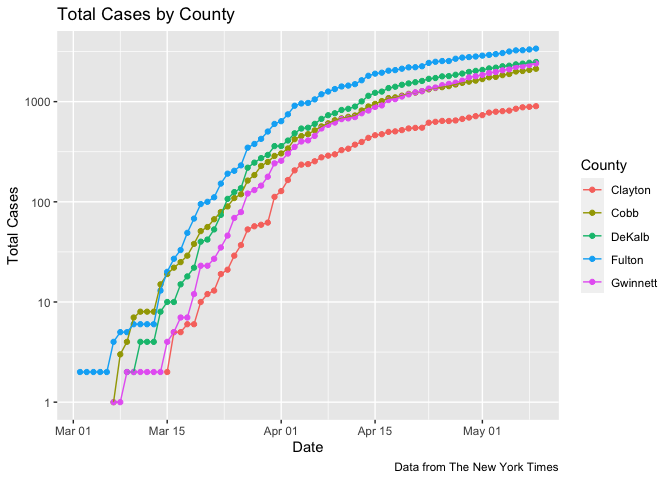 Total Cases by County
Total Cases
1000
100
10
1
Mar 01
Mar 15
Apr 01
Apr 15
May 01
Date
County
Clayton
Cobb
DeKalb
Fulton
Gwinnett
Data from The New York Times